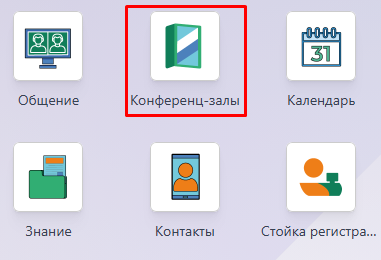 31
Общение Конференц-залы Календарь
Знание Контакты Стойка регистра...